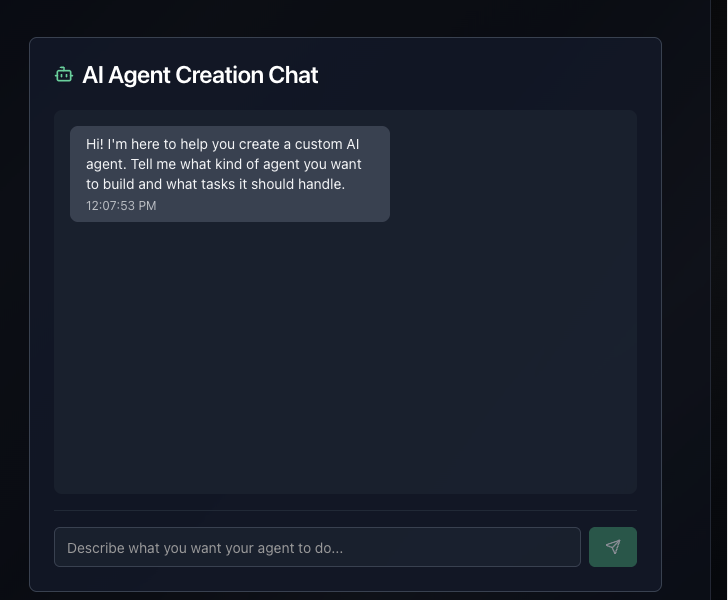 AI Agent Creation Chat
Hi! I'm here to help you create a custom AI
agent. Tell me what kind of agent you want
to build and what tasks it should handle.
12:07:53 PM
Describe what you want your agent to do...